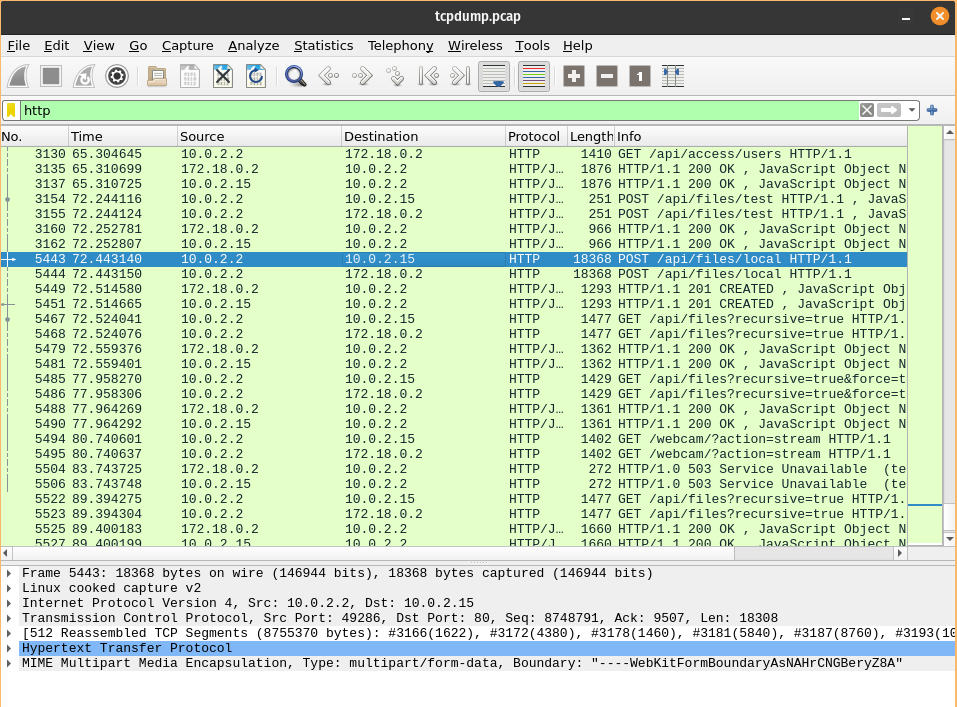 tcpdump.pcap
File Edit View Go Capture Analyze Statistics Telephony Wireless Tools Help
1
http
No. Time Source Destination Protocol Length Info
3130 65.304645 10.0.2.2 172.18.0.2 HTTP 1410 GET /api/access/users HTTP/1.1
3135 65.310699 172.18.0.2 10.0.2.2 HTTP/J… 1876 HTTP/1.1 200 OK , JavaScript Object N
3137 65.310725 10.0.2.15 10.0.2.2 HTTP/J… 1876 HTTP/1.1 200 OK , JavaScript Object N
3154 72.244116 10.0.2.2 10.0.2.15 HTTP/J… 251 POST /api/files/test HTTP/1.1 , JavaS
3155 72.244124 10.0.2.2 172.18.0.2 HTTP/J… 251 POST /api/files/test HTTP/1.1 , JavaS
3160 72.252781 172.18.0.2 10.0.2.2 HTTP/J… 966 HTTP/1.1 200 OK , JavaScript Object N
3162 72.252807 10.0.2.15 10.0.2.2 HTTP/J… 966 HTTP/1.1 200 OK , JavaScript Object N
5443 72.443140 10.0.2.2 10.0.2.15 HTTP 18368 POST /api/files/local HTTP/1.1
5444 72.443150 10.0.2.2 172.18.0.2 HTTP 18368 POST /api/files/local HTTP/1.1
5449 72.514580 172.18.0.2 10.0.2.2 HTTP/J… 1293 HTTP/1.1 201 CREATED , JavaScript Obj
5451 72.514665 10.0.2.15 10.0.2.2 HTTP/J… 1293 HTTP/1.1 201 CREATED , JavaScript Obj
5467 72.524041 10.0.2.2 10.0.2.15 HTTP 1477 GET /api/files?recursive=true HTTP/1.
5468 72.524076 10.0.2.2 172.18.0.2 HTTP 1477 GET /api/files?recursive=true HTTP/1.
5479 72.559376 172.18.0.2 10.0.2.2 HTTP/J… 1362 HTTP/1.1 200 OK , JavaScript Object N
5481 72.559401 10.0.2.15 10.0.2.2 HTTP/J… 1362 HTTP/1.1 200 OK , JavaScript Object N
5485 77.958270 10.0.2.2 10.0.2.15 HTTP 1429 GET /api/files?recursive=true&force=t
5486 77.958306 10.0.2.2 172.18.0.2 HTTP 1429 GET /api/files?recursive=true&force=t
5488 77.964269 172.18.0.2 10.0.2.2 HTTP/J… 1361 HTTP/1.1 200 OK , JavaScript Object N
5490 77.964292 10.0.2.15 10.0.2.2 HTTP/J… 1361 HTTP/1.1 200 OK , JavaScript Object N
5494 80.740601 10.0.2.2 10.0.2.15 HTTP 1402 GET /webcam/?action=stream HTTP/1.1
5495 80.740637 10.0.2.2 172.18.0.2 HTTP 1402 GET /webcam/?action=stream HTTP/1.1
5504 83.743725 172.18.0.2 10.0.2.2 HTTP 272 HTTP/1.0 503 Service Unavailable (te
5506 83.743748 10.0.2.15 10.0.2.2 HTTP 272 HTTP/1.0 503 Service Unavailable (te
5522 89.394275 10.0.2.2 10.0.2.15 HTTP 1477 GET /api/files?recursive=true HTTP/1.
5523 89.394304 10.0.2.2 172.18.0.2 HTTP 1477 GET /api/files?recursive=true HTTP/1.
5525 89.400183 172.18.0.2 10.0.2.2 HTTP/J… 1660 HTTP/1.1 200 OK , JavaScript Object N
5527 89.400199 10.0.2.15 10.0.2.2 HTTP/J… 1660 HTTP/1.1 200 OK , JavaScript Object N
Frame 5443: 18368 bytes on wire (146944 bits), 18368 bytes captured (146944 bits)
Linux cooked capture v2
Internet Protocol Version 4, Src: 10.0.2.2, Dst: 10.0.2.15
Transmission Control Protocol, Src Port: 49286, Dst Port: 80, Seq: 8748791, Ack: 9507, Len: 18308
[512 Reassembled TCP Segments (8755370 bytes): #3166(1622), #3172(4380), #3178(1460), #3181(5840), #3187(8760), #3193(10
Hypertext Transfer Protocol
MIME Multipart Media Encapsulation, Type: multipart/form-data, Boundary: "----WebKitFormBoundaryAsNAHrCNGBeryZ8A"